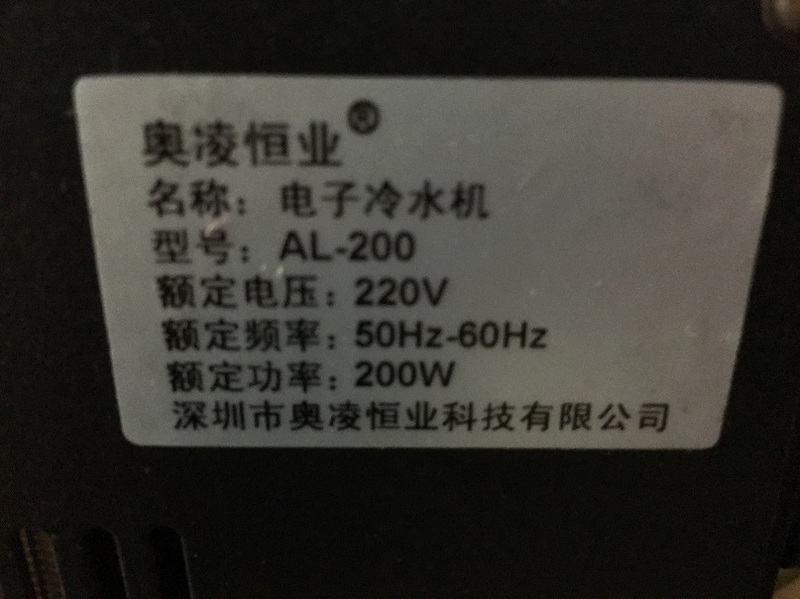 奥凌恒业®
名称：电子冷水机
型号：AL-200
额定电压：220V
额定频率：50Hz-60Hz
额定功率：200W
深圳市奥凌恒业科技有限公司